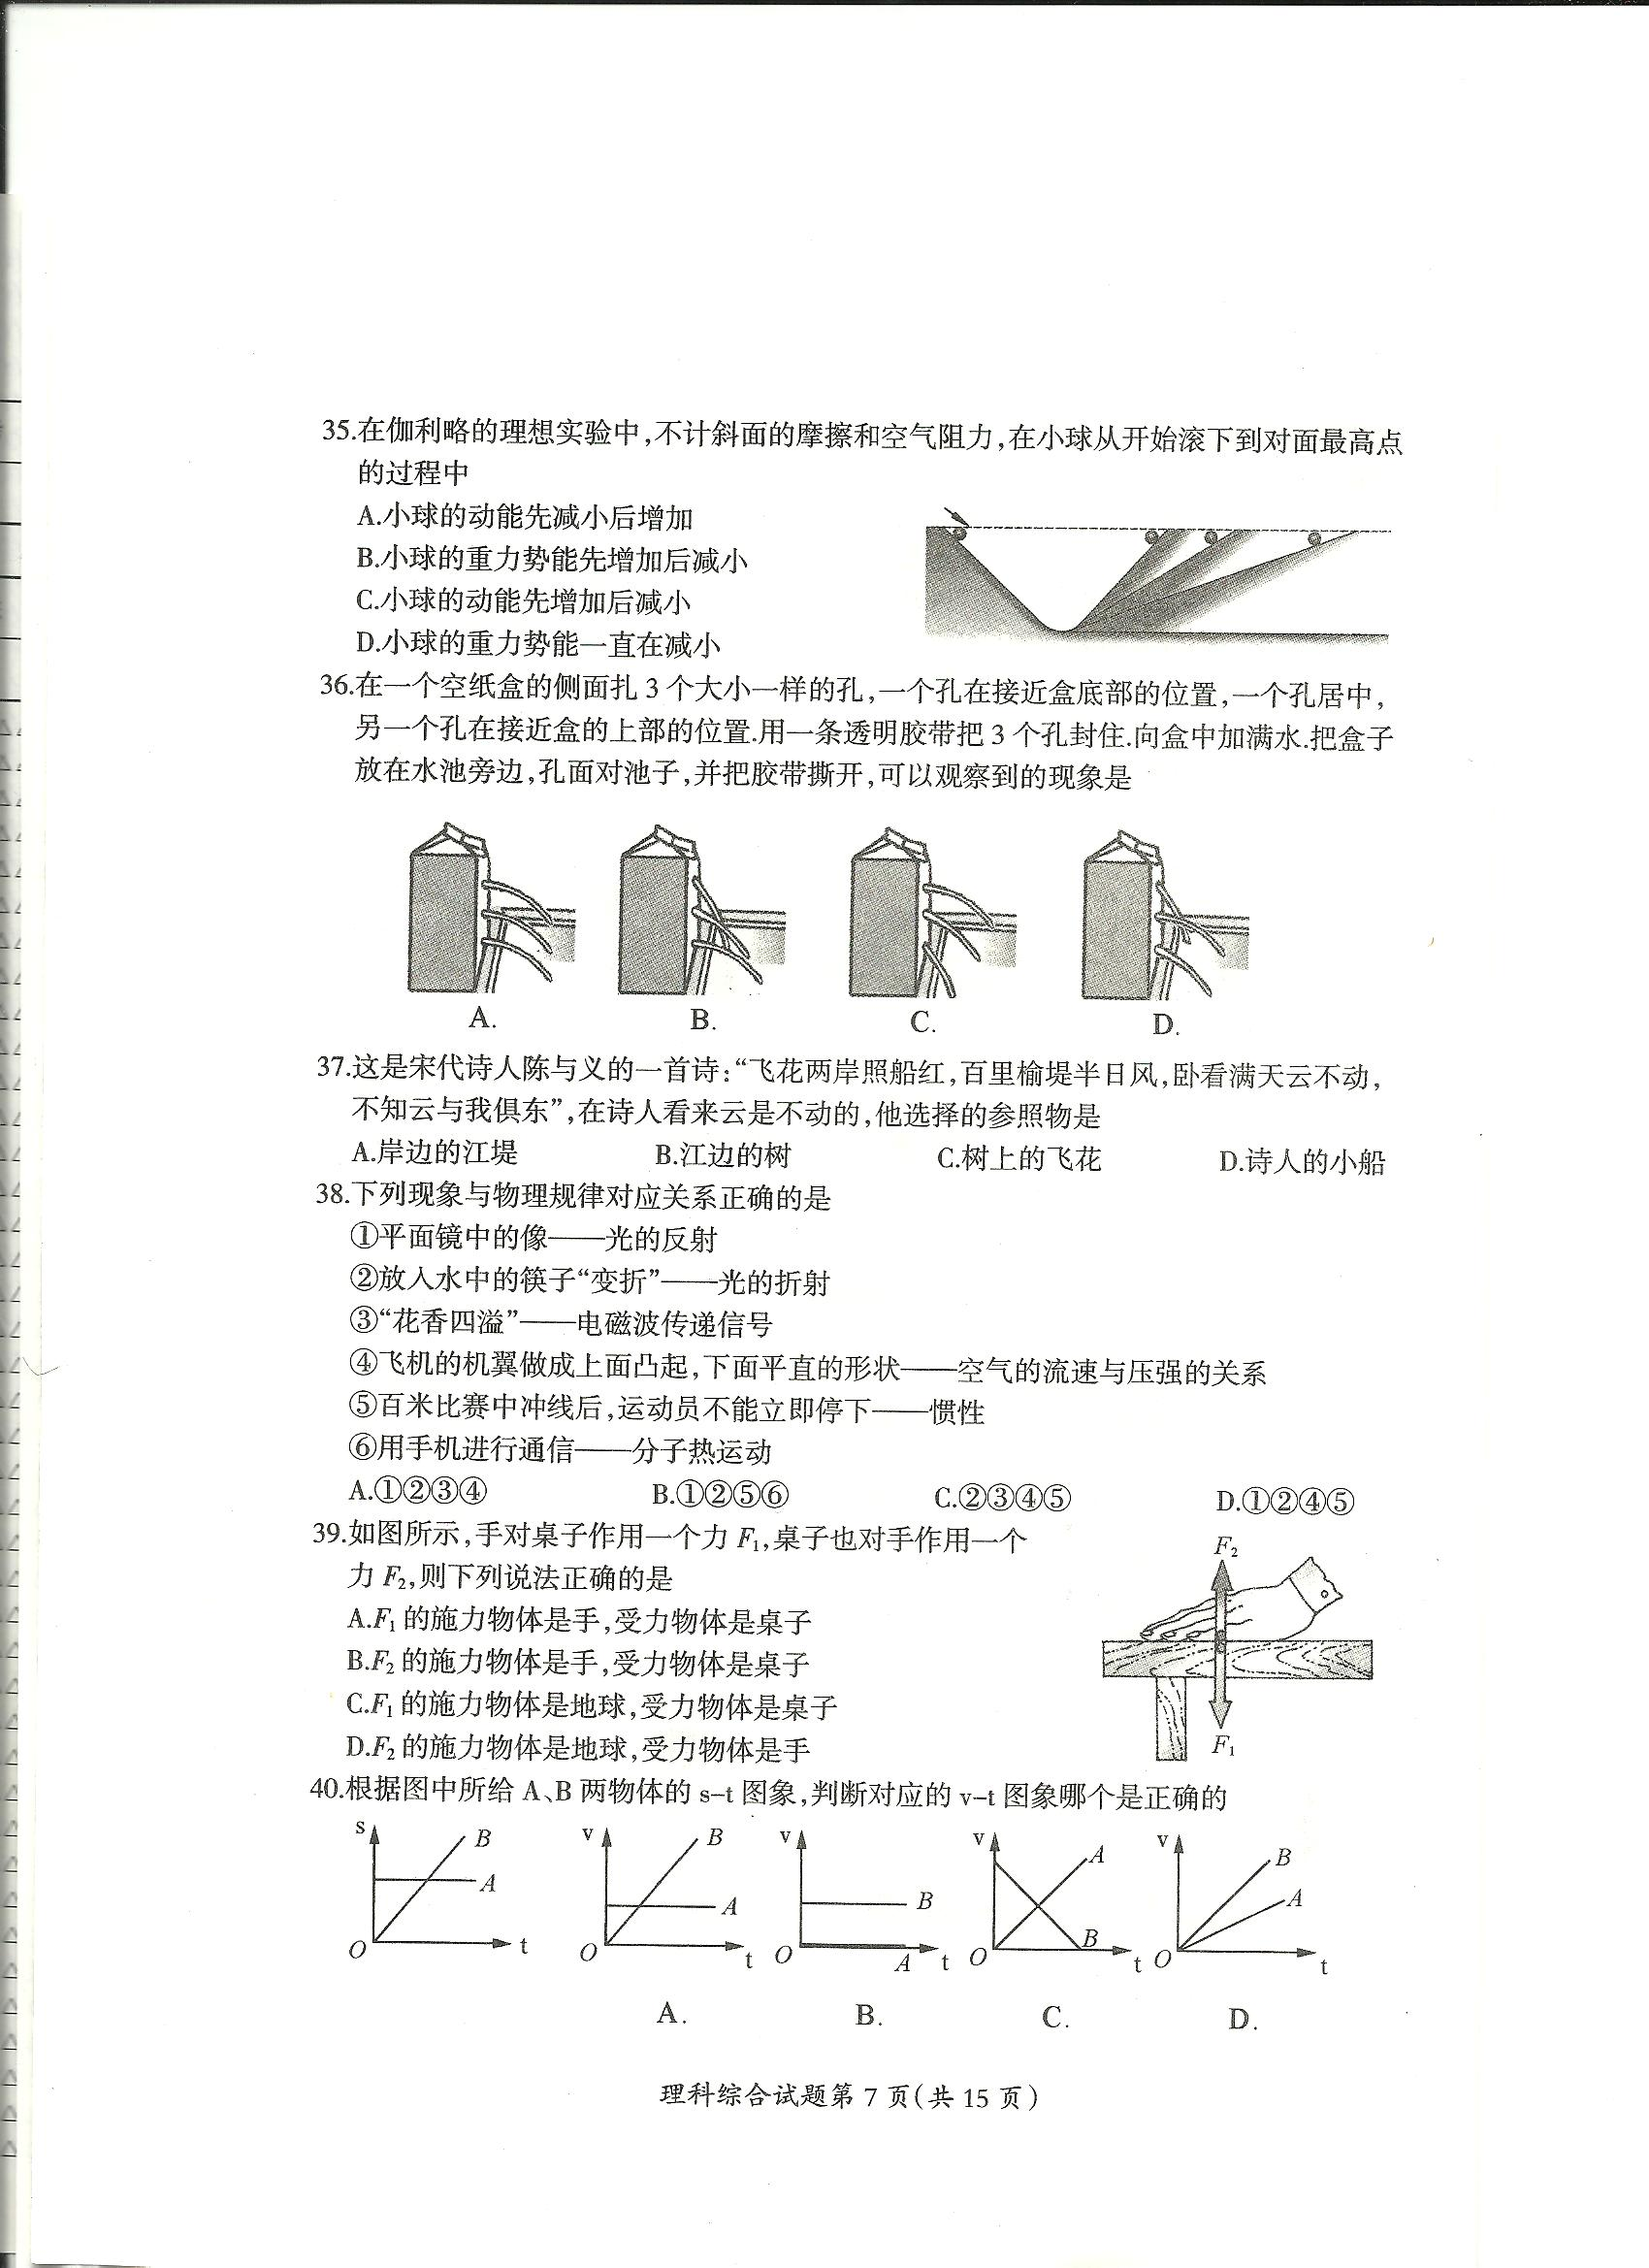 35.在伽利略的理想实验中,不计斜面的摩擦和空气阻力,在小球从开始滚下到对面最高点
的过程中
A.小球的动能先减小后增加
B.小球的重力势能先增加后减小
C.小球的动能先增加后减小
D.小球的重力势能一直在减小
36.在一个空纸盒的侧面扎3个大小一样的孔,一个孔在接近盒底部的位置,一个孔居中,
另一个孔在接近盒的上部的位置.用一条透明胶带把3个孔封住.向盒中加满水.把盒子
放在水池旁边,孔面对池子,并把胶带撕开,可以观察到的现象是
A. B. C. D.
37.这是宋代诗人陈与义的一首诗:“飞花两岸照船红,百里榆堤半日风,卧看满天云不动,
不知云与我俱东”,在诗人看来云是不动的,他选择的参照物是
A.岸边的江堤 B.江边的树 C.树上的飞花 D.诗人的小船
38.下列现象与物理规律对应关系正确的是
①平面镜中的像——光的反射
②放入水中的筷子“变折”——光的折射
③“花香四溢”——电磁波传递信号
④飞机的机翼做成上面凸起,下面平直的形状——空气的流速与压强的关系
⑤百米比赛中冲线后,运动员不能立即停下——惯性
⑥用手机进行通信——分子热运动
A.①②③④ B.①②⑤⑥ C.②③④⑤ D.①②④⑤
39.如图所示,手对桌子作用一个力F₁,桌子也对手作用一个
力F₂,则下列说法正确的是
A.F₁的施力物体是手,受力物体是桌子
B.F₂的施力物体是手,受力物体是桌子
C.F₁的施力物体是地球,受力物体是桌子
D.F₂的施力物体是地球,受力物体是手
F₂
F₁
40.根据图中所给A、B两物体的s-t图象,判断对应的v-t图象哪个是正确的
s B A O t
v B A O t
v B O A t
v A O B t
v B A O t
A. B. C. D.
理科综合试题第7页(共15页)